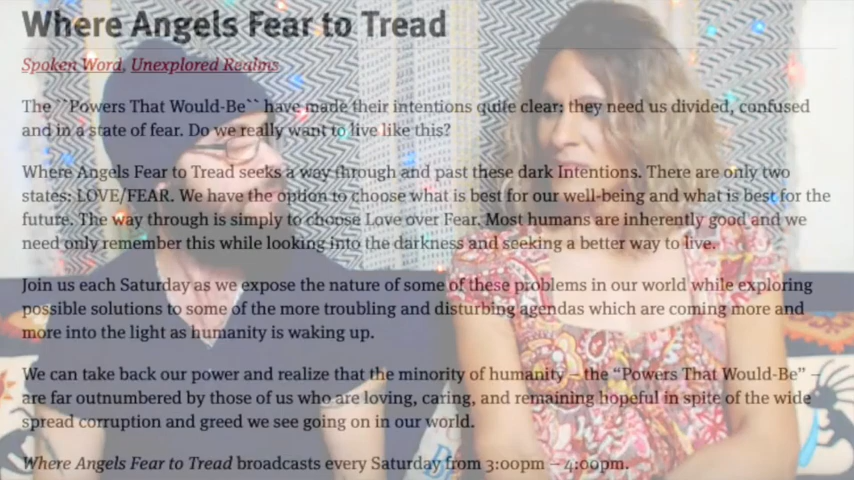 Where Angels Fear to Tread
Spoken Word, Unexplored Realms
The ``Powers That Would-Be`` have made their intentions quite clear: they need us divided, confused
and in a state of fear. Do we really want to live like this?
Where Angels Fear to Tread seeks a way through and past these dark Intentions. There are only two
states: LOVE/FEAR. We have the option to choose what is best for our well-being and what is best for the
future. The way through is simply to choose Love over Fear. Most humans are inherently good and we
need only remember this while looking into the darkness and seeking a better way to live.
Join us each Saturday as we expose the nature of some of these problems in our world while exploring
possible solutions to some of the more troubling and disturbing agendas which are coming more and
more into the light as humanity is waking up.
We can take back our power and realize that the minority of humanity – the “Powers That Would-Be” –
are far outnumbered by those of us who are loving, caring, and remaining hopeful in spite of the wide
spread corruption and greed we see going on in our world.
Where Angels Fear to Tread broadcasts every Saturday from 3:00pm – 4:00pm.